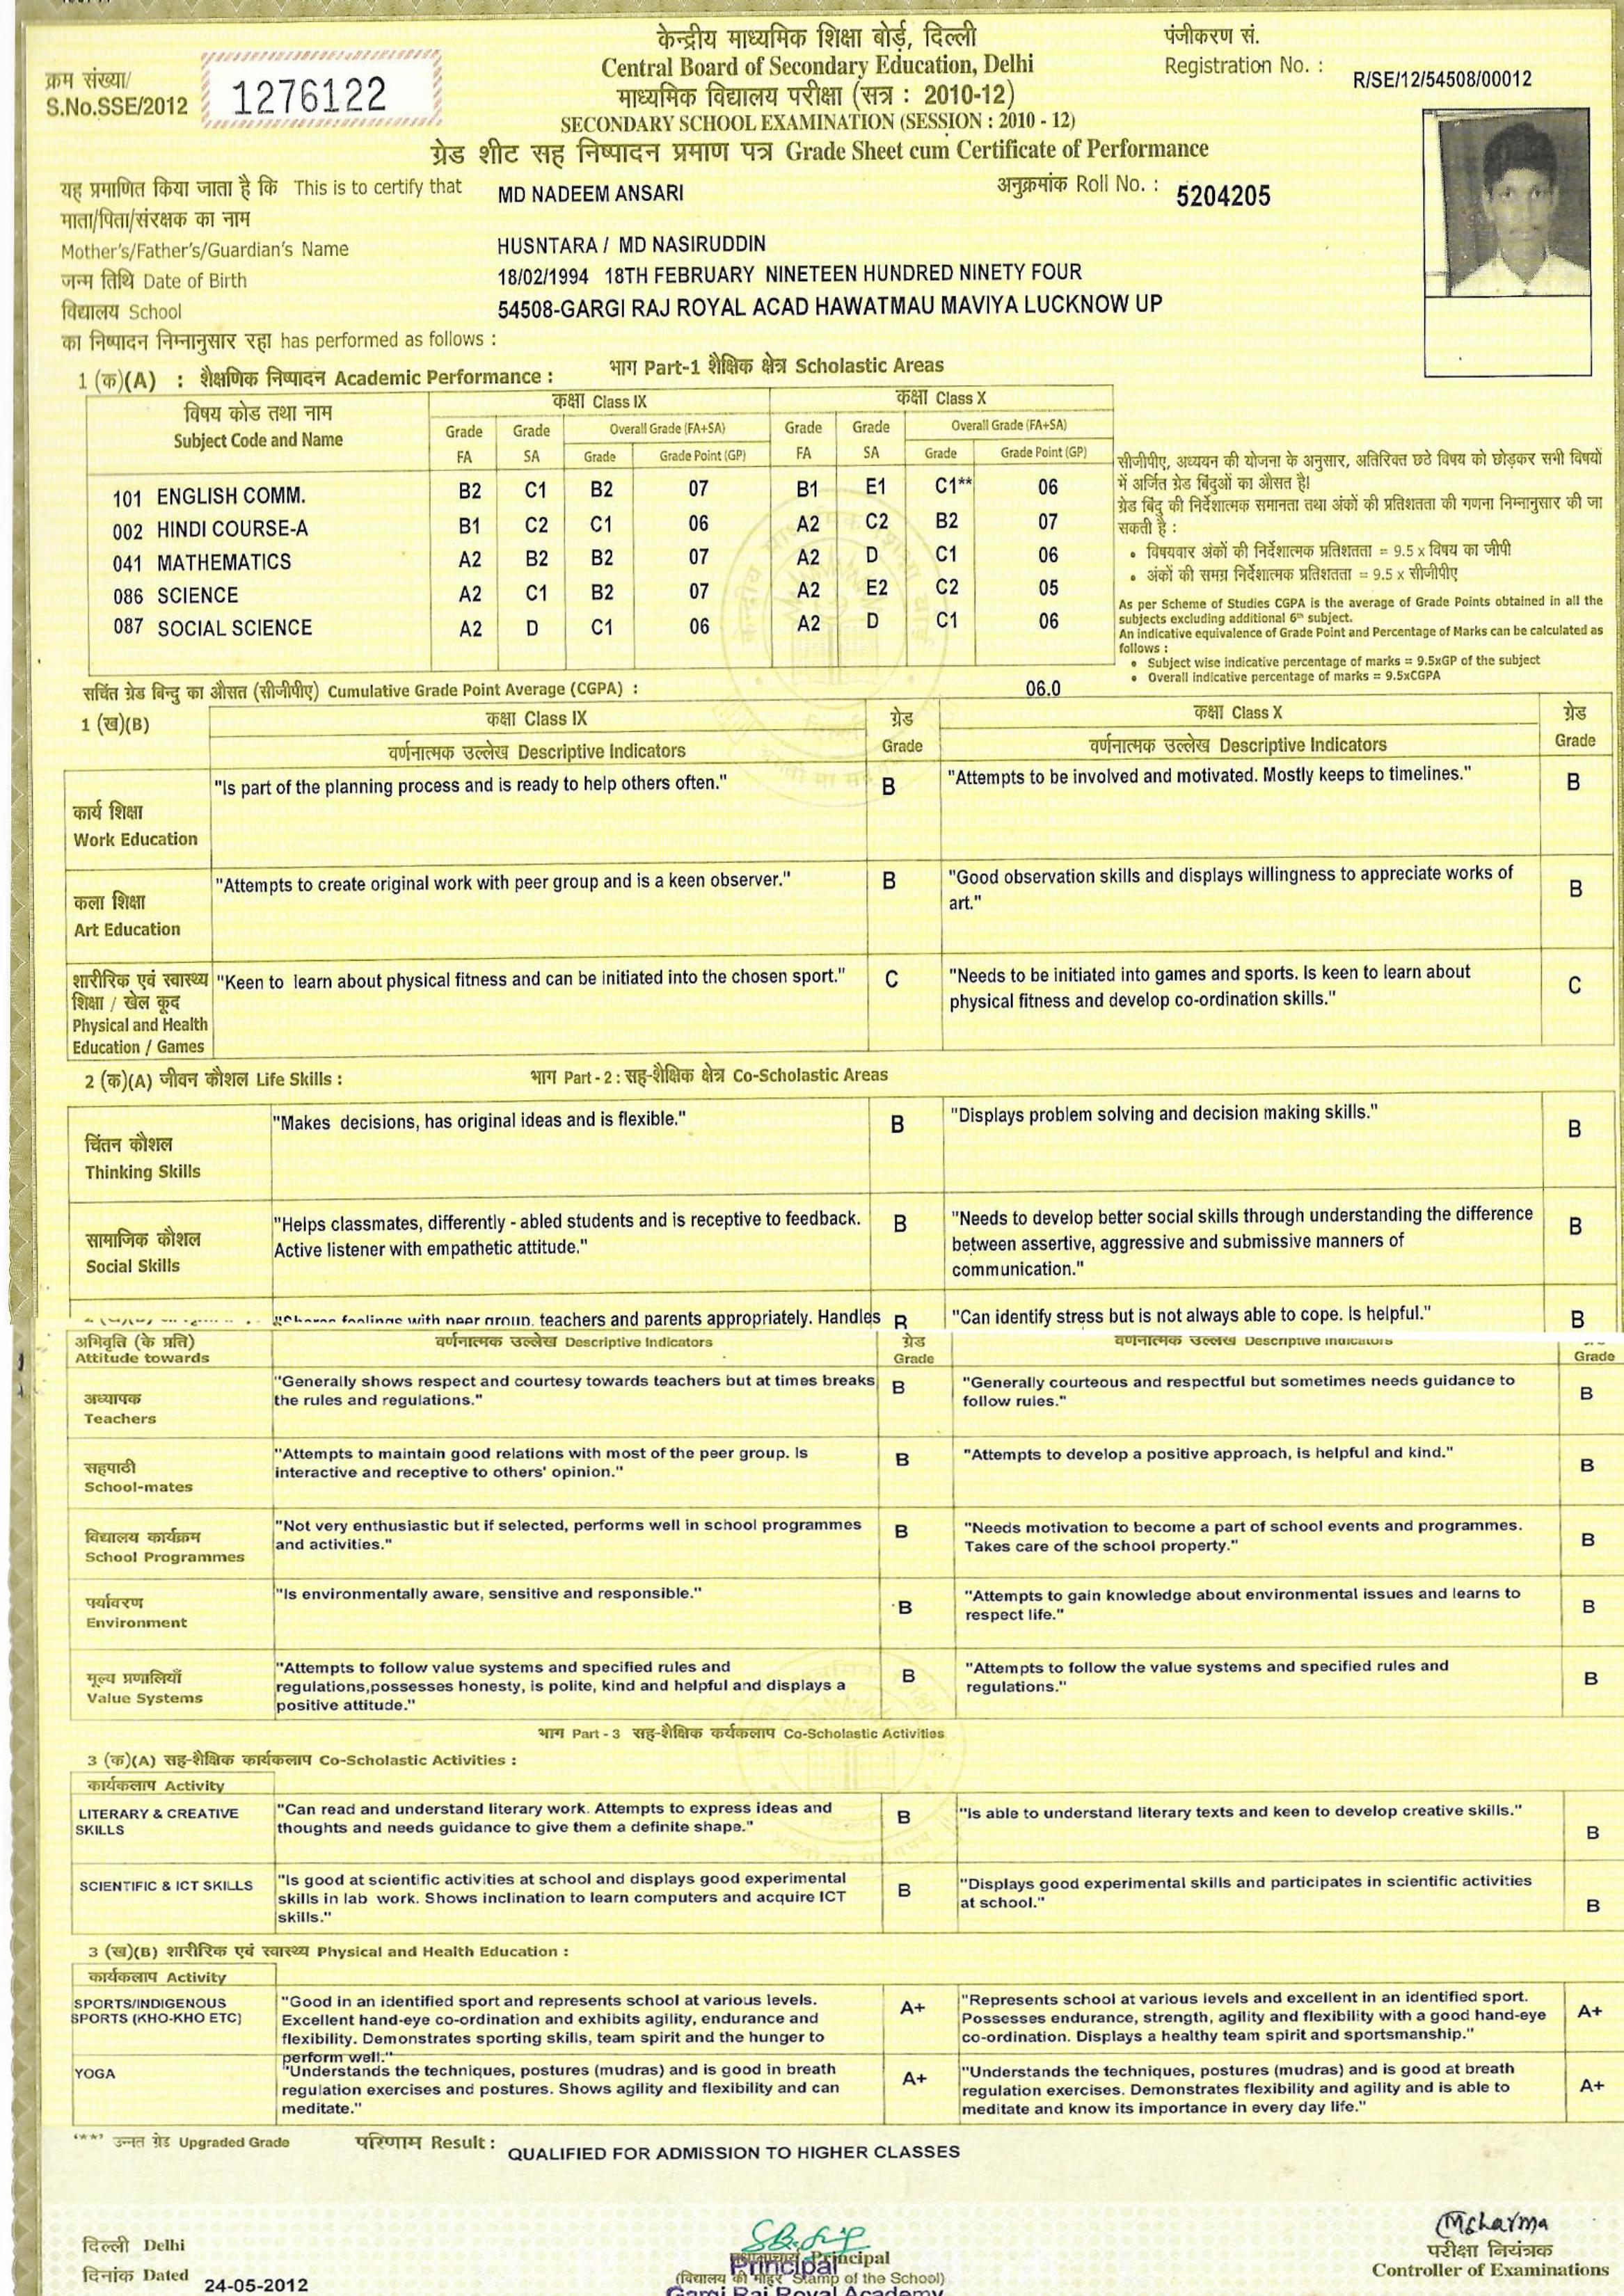 केन्द्रीय माध्यमिक शिक्षा बोर्ड, दिल्ली
पंजीकरण सं.
क्रम संख्या/
S.No.SSE/2012
1276122
Central Board of Secondary Education, Delhi
Registration No. :
R/SE/12/54508/00012
माध्यमिक विद्यालय परीक्षा (सत्र : 2010-12)
SECONDARY SCHOOL EXAMINATION (SESSION : 2010 - 12)
ग्रेड शीट सह निष्पादन प्रमाण पत्र Grade Sheet cum Certificate of Performance
यह प्रमाणित किया जाता है कि This is to certify that MD NADEEM ANSARI अनुक्रमांक Roll No. : 5204205
माता/पिता/संरक्षक का नाम
Mother's/Father's/Guardian's Name HUSNTARA / MD NASIRUDDIN
जन्म तिथि Date of Birth 18/02/1994 18TH FEBRUARY NINETEEN HUNDRED NINETY FOUR
विद्यालय School 54508-GARGI RAJ ROYAL ACAD HAWATMAU MAVIYA LUCKNOW UP
का निष्पादन निम्नानुसार रहा has performed as follows :
भाग Part-1 शैक्षिक क्षेत्र Scholastic Areas
1 (क)(A) : शैक्षणिक निष्पादन Academic Performance :
विषय कोड तथा नाम
Subject Code and Name
कक्षा Class IX कक्षा Class X
Grade Grade Overall Grade (FA+SA) Grade Grade Overall Grade (FA+SA)
FA SA Grade Grade Point (GP) FA SA Grade Grade Point (GP)
101 ENGLISH COMM. B2 C1 B2 07 B1 E1 C1** 06
002 HINDI COURSE-A B1 C2 C1 06 A2 C2 B2 07
041 MATHEMATICS A2 B2 B2 07 A2 D C1 06
086 SCIENCE A2 C1 B2 07 A2 E2 C2 05
087 SOCIAL SCIENCE A2 D C1 06 A2 D C1 06
सीजीपीए, अध्ययन की योजना के अनुसार, अतिरिक्त छठे विषय को छोड़कर सभी विषयों
में अर्जित ग्रेड बिंदुओं का औसत है।
ग्रेड बिंदु की निर्देशात्मक समानता तथा अंकों की प्रतिशतता की गणना निम्नानुसार की जा
सकती है :
• विषयवार अंकों की निर्देशात्मक प्रतिशतता = 9.5 x विषय का जीपी
• अंकों की समग्र निर्देशात्मक प्रतिशतता = 9.5 x सीजीपीए
As per Scheme of Studies CGPA is the average of Grade Points obtained in all the
subjects excluding additional 6th subject.
An indicative equivalence of Grade Point and Percentage of Marks can be calculated as
follows :
• Subject wise indicative percentage of marks = 9.5xGP of the subject
• Overall indicative percentage of marks = 9.5xCGPA
सचित ग्रेड बिन्दु का औसत (सीजीपीए) Cumulative Grade Point Average (CGPA) : 06.0
1 (ख)(B) कक्षा Class IX ग्रेड कक्षा Class X ग्रेड
वर्णनात्मक उल्लेख Descriptive Indicators Grade वर्णनात्मक उल्लेख Descriptive Indicators Grade
कार्य शिक्षा
Work Education
"Is part of the planning process and is ready to help others often." B
"Attempts to be involved and motivated. Mostly keeps to timelines." B
कला शिक्षा
Art Education
"Attempts to create original work with peer group and is a keen observer." B
"Good observation skills and displays willingness to appreciate works of
art." B
शारीरिक एवं स्वास्थ्य
शिक्षा / खेल कूद
Physical and Health
Education / Games
"Keen to learn about physical fitness and can be initiated into the chosen sport." C
"Needs to be initiated into games and sports. Is keen to learn about
physical fitness and develop co-ordination skills." C
2 (क)(A) जीवन कौशल Life Skills : भाग Part - 2 : सह-शैक्षिक क्षेत्र Co-Scholastic Areas
चिंतन कौशल
Thinking Skills
"Makes decisions, has original ideas and is flexible." B
"Displays problem solving and decision making skills." B
सामाजिक कौशल
Social Skills
"Helps classmates, differently - abled students and is receptive to feedback.
Active listener with empathetic attitude." B
"Needs to develop better social skills through understanding the difference
between assertive, aggressive and submissive manners of
communication." B
"Shares feelings with peer group, teachers and parents appropriately. Handles B
"Can identify stress but is not always able to cope. Is helpful." B
अभिवृति (के प्रति) वर्णनात्मक उल्लेख Descriptive Indicators ग्रेड वर्णनात्मक उल्लेख Descriptive Indicators
Attitude towards Grade Grade
अध्यापक
Teachers
"Generally shows respect and courtesy towards teachers but at times breaks
the rules and regulations." B
"Generally courteous and respectful but sometimes needs guidance to
follow rules." B
सहपाठी
School-mates
"Attempts to maintain good relations with most of the peer group. Is
interactive and receptive to others' opinion." B
"Attempts to develop a positive approach, is helpful and kind." B
विद्यालय कार्यक्रम
School Programmes
"Not very enthusiastic but if selected, performs well in school programmes
and activities." B
"Needs motivation to become a part of school events and programmes.
Takes care of the school property." B
पर्यावरण
Environment
"Is environmentally aware, sensitive and responsible." B
"Attempts to gain knowledge about environmental issues and learns to
respect life." B
मूल्य प्रणालियाँ
Value Systems
"Attempts to follow value systems and specified rules and
regulations,possesses honesty, is polite, kind and helpful and displays a
positive attitude." B
"Attempts to follow the value systems and specified rules and
regulations." B
भाग Part - 3 सह-शैक्षिक कर्यकलाप Co-Scholastic Activities
3 (क)(A) सह-शैक्षिक कार्यकलाप Co-Scholastic Activities :
कार्यकलाप Activity
LITERARY & CREATIVE
SKILLS
"Can read and understand literary work. Attempts to express ideas and
thoughts and needs guidance to give them a definite shape." B
"Is able to understand literary texts and keen to develop creative skills." B
SCIENTIFIC & ICT SKILLS
"Is good at scientific activities at school and displays good experimental
skills in lab work. Shows inclination to learn computers and acquire ICT
skills." B
"Displays good experimental skills and participates in scientific activities
at school." B
3 (ख)(B) शारीरिक एवं स्वास्थ्य Physical and Health Education :
कार्यकलाप Activity
SPORTS/INDIGENOUS
SPORTS (KHO-KHO ETC)
"Good in an identified sport and represents school at various levels.
Excellent hand-eye co-ordination and exhibits agility, endurance and
flexibility. Demonstrates sporting skills, team spirit and the hunger to
perform well." A+
"Represents school at various levels and excellent in an identified sport.
Possesses endurance, strength, agility and flexibility with a good hand-eye
co-ordination. Displays a healthy team spirit and sportsmanship." A+
YOGA
"Understands the techniques, postures (mudras) and is good in breath
regulation exercises and postures. Shows agility and flexibility and can
meditate." A+
"Understands the techniques, postures (mudras) and is good at breath
regulation exercises. Demonstrates flexibility and agility and is able to
meditate and know its importance in every day life." A+
"**" उन्नत ग्रेड Upgraded Grade परिणाम Result : QUALIFIED FOR ADMISSION TO HIGHER CLASSES
दिल्ली Delhi
दिनांक Dated 24-05-2012
प्रधानाचार्य Principal
Principal
(विद्यालय की मोहर Stamp of the School)
Gargi Raj Royal Academy
MSharma
परीक्षा नियंत्रक
Controller of Examinations